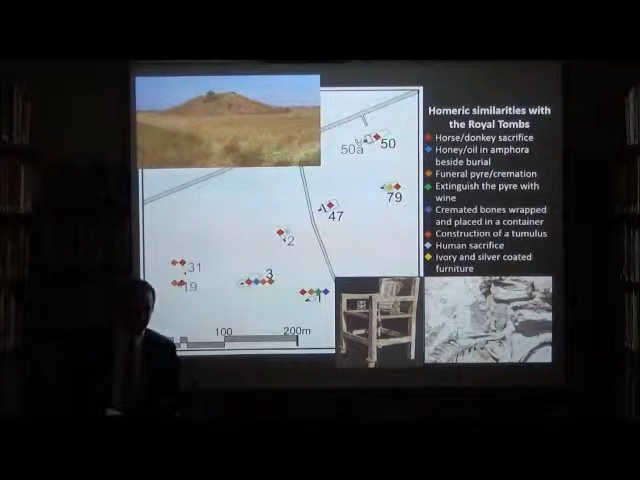 Homeric similarities with
the Royal Tombs
Horse/donkey sacrifice
Honey/oil in amphora
beside burial
Funeral pyre/cremation
Extinguish the pyre with
wine
Cremated bones wrapped
and placed in a container
Construction of a tumulus
Human sacrifice
Ivory and silver coated
furniture
50
50a
79
47
2
31
3
19
1
100
200m